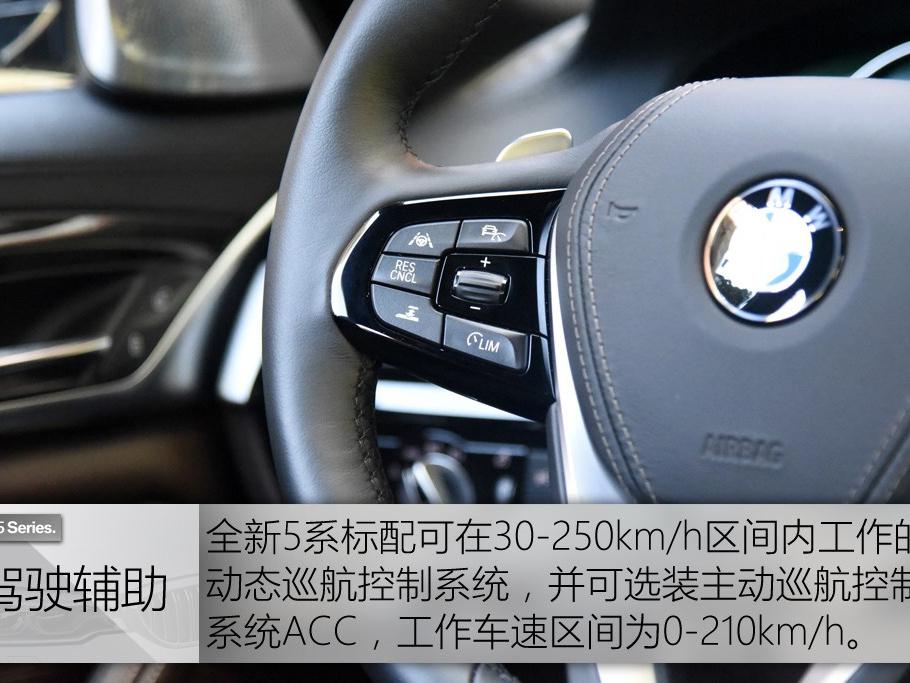 BMW
RES
CNCL
+
−
LIM
AIRBAG
5 Series.
驾驶辅助
全新5系标配可在30-250km/h区间内工作的
动态巡航控制系统，并可选装主动巡航控制
系统ACC，工作车速区间为0-210km/h。